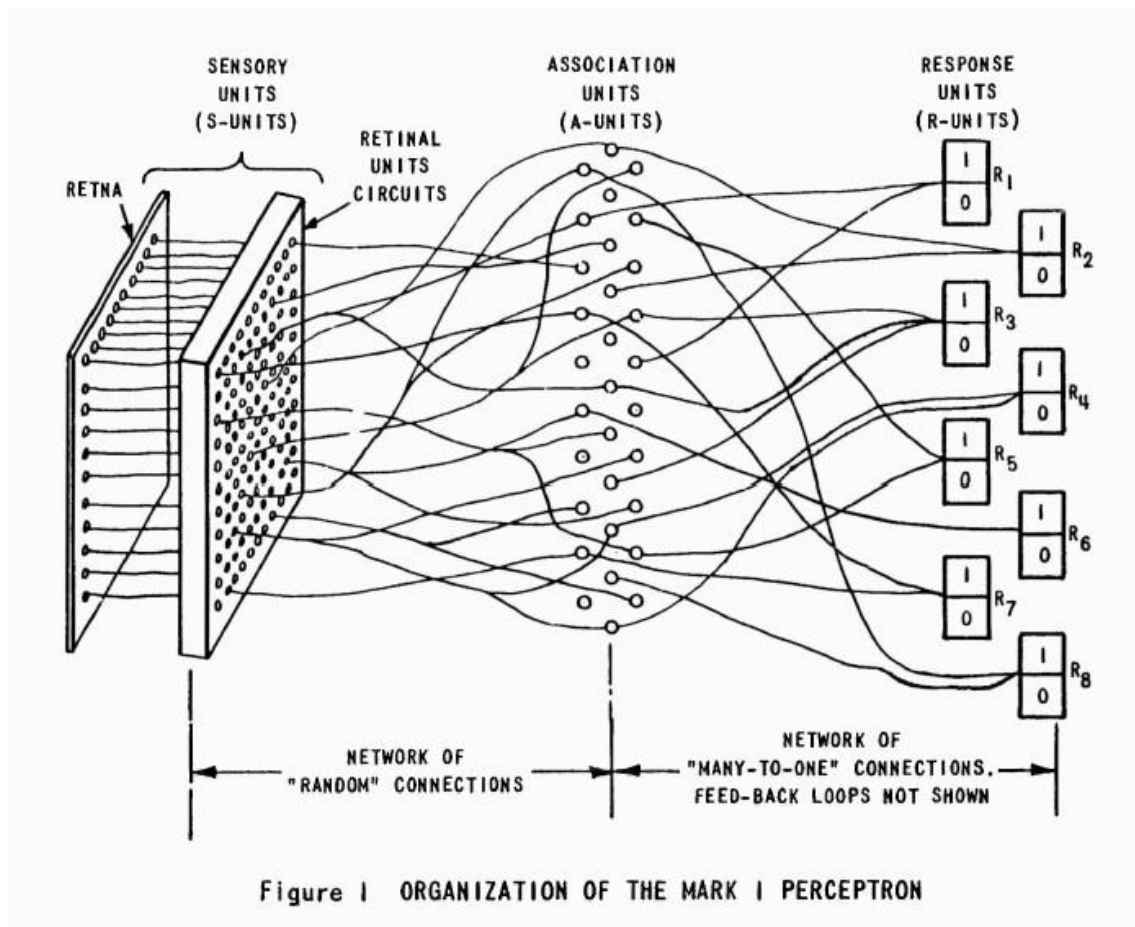 SENSORY
UNITS
(S-UNITS)
ASSOCIATION
UNITS
(A-UNITS)
RESPONSE
UNITS
(R-UNITS)
RETNA
RETINAL
UNITS
CIRCUITS
1
0
R1
1
0
R2
1
0
R3
1
0
R4
1
0
R5
1
0
R6
1
0
R7
1
0
R8
NETWORK OF
"RANDOM" CONNECTIONS
NETWORK OF
"MANY-TO-ONE" CONNECTIONS.
FEED-BACK LOOPS NOT SHOWN
Figure 1 ORGANIZATION OF THE MARK 1 PERCEPTRON